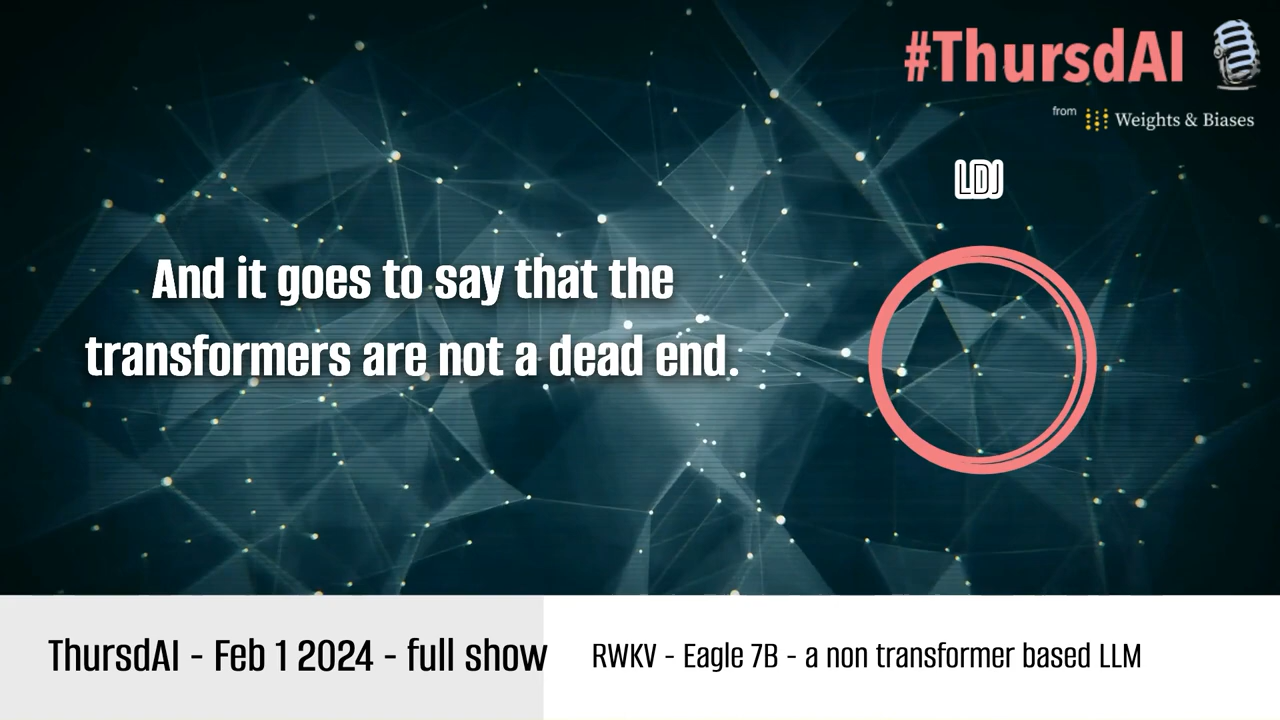 #ThursdAI
from Weights & Biases
LDJ
And it goes to say that the
transformers are not a dead end.
ThursdAI - Feb 1 2024 - full show
RWKV - Eagle 7B - a non transformer based LLM